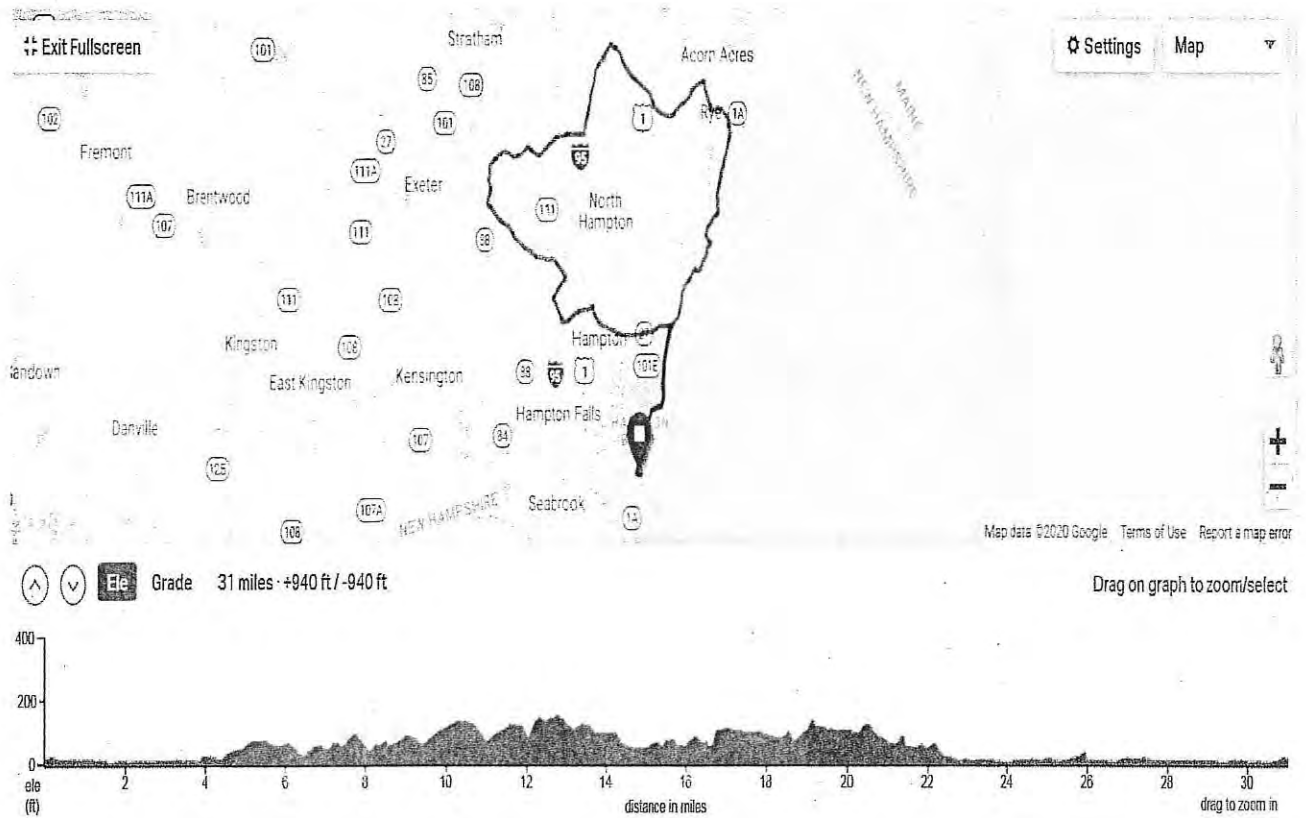 Exit Fullscreen
101
Stratham
Acorn Acres
Settings
Map
85
108
MAINE
NEW HAMPSHIRE
102
101
1
Rye
1A
27
Fremont
95
111A
Exeter
111A
Brentwood
111
North
Hampton
107
111
88
111
108
Kingston
108
Hampton
27
East Kingston
Kensington
88
95
1
101E
Hampton Falls
Danville
107
84
125
107A
NEW HAMPSHIRE
Seabrook
1A
108
Map data ©2020 Google Terms of Use Report a map error
Ele Grade 31 miles · +940 ft / -940 ft
Drag on graph to zoom/select
400
200
0
ele
(ft)
2 4 6 8 10 12 14 16 18 20 22 24 26 28 30
distance in miles
drag to zoom in